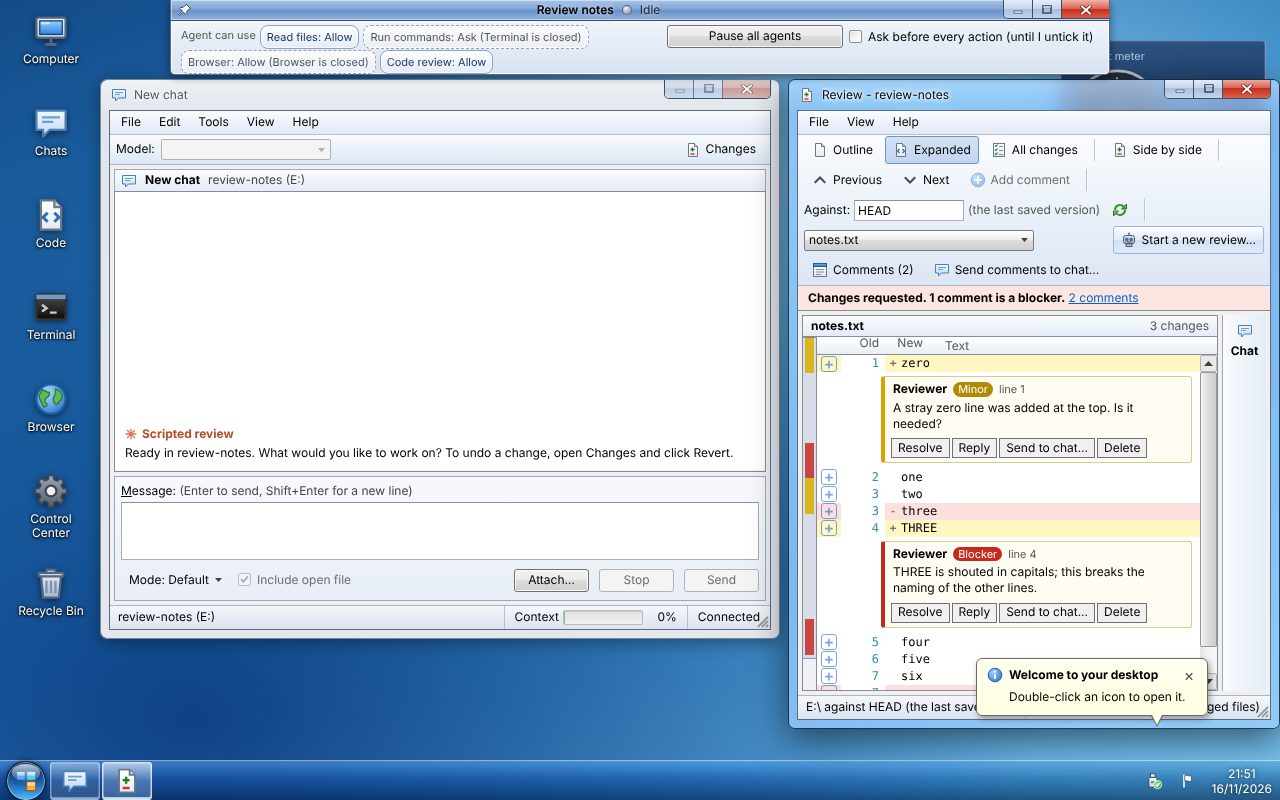 Review notes Idle
Agent can use Read files: Allow Run commands: Ask (Terminal is closed)
Browser: Allow (Browser is closed) Code review: Allow
Pause all agents
Ask before every action (until I untick it)
meter
Computer
Chats
Code
Terminal
Browser
Control Center
Recycle Bin
New chat
File Edit Tools View Help
Model:
Changes
New chat review-notes (E:)
Scripted review
Ready in review-notes. What would you like to work on? To undo a change, open Changes and click Revert.
Message: (Enter to send, Shift+Enter for a new line)
Mode: Default Include open file Attach... Stop Send
review-notes (E:) Context 0% Connected
Review - review-notes
File View Help
Outline Expanded All changes Side by side
Previous Next Add comment
Against: HEAD (the last saved version)
notes.txt Start a new review...
Comments (2) Send comments to chat...
Changes requested. 1 comment is a blocker. 2 comments
notes.txt 3 changes
Chat
Old New Text
1 + zero
Reviewer Minor line 1
A stray zero line was added at the top. Is it
needed?
Resolve Reply Send to chat... Delete
2 one
3 two
3 - three
4 + THREE
Reviewer Blocker line 4
THREE is shouted in capitals; this breaks the
naming of the other lines.
Resolve Reply Send to chat... Delete
5 four
6 five
7 six
E:\ against HEAD (the last save
ged files)
Welcome to your desktop
Double-click an icon to open it.
21:51
16/11/2026